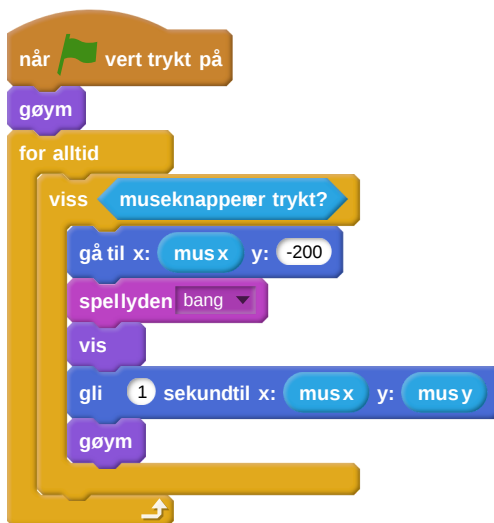 når vert trykt på
gøym
for alltid
viss museknappen er trykt?
gå til x: mus x y: -200
spel lyden bang
vis
gli 1 sekund til x: mus x y: mus y
gøym